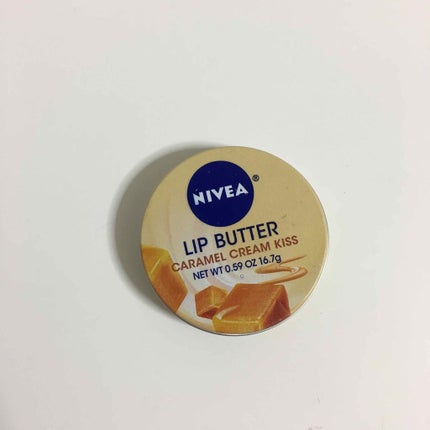 NIVEA®
LIP BUTTER
CARAMEL CREAM KISS
NET WT 0.59 OZ 16.7g